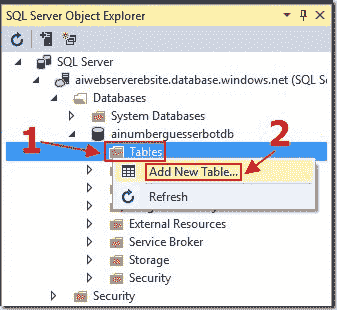 SQL Server Object Explorer
SQL Server
aiwebserverebsite.database.windows.net (SQL Se
Databases
System Databases
ainumberguesserbotdb
1
Tables
2
Add New Table...
Refresh
External Resources
Service Broker
Storage
Security
Security